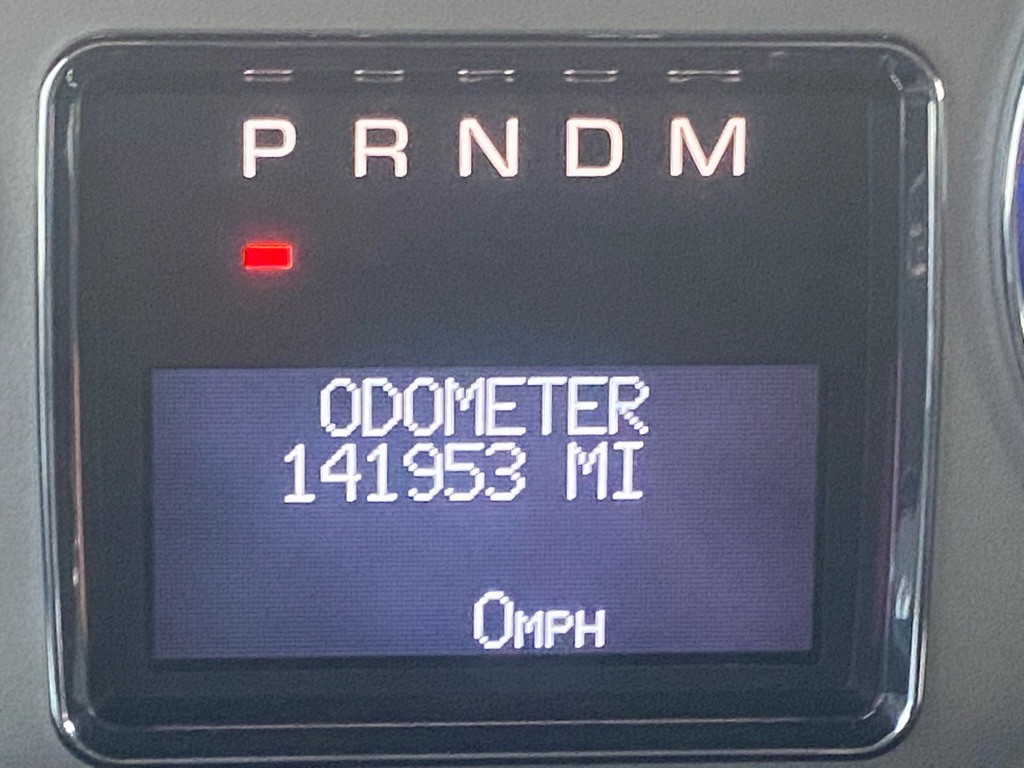 P R N D M
ODOMETER
141953 MI
0MPH